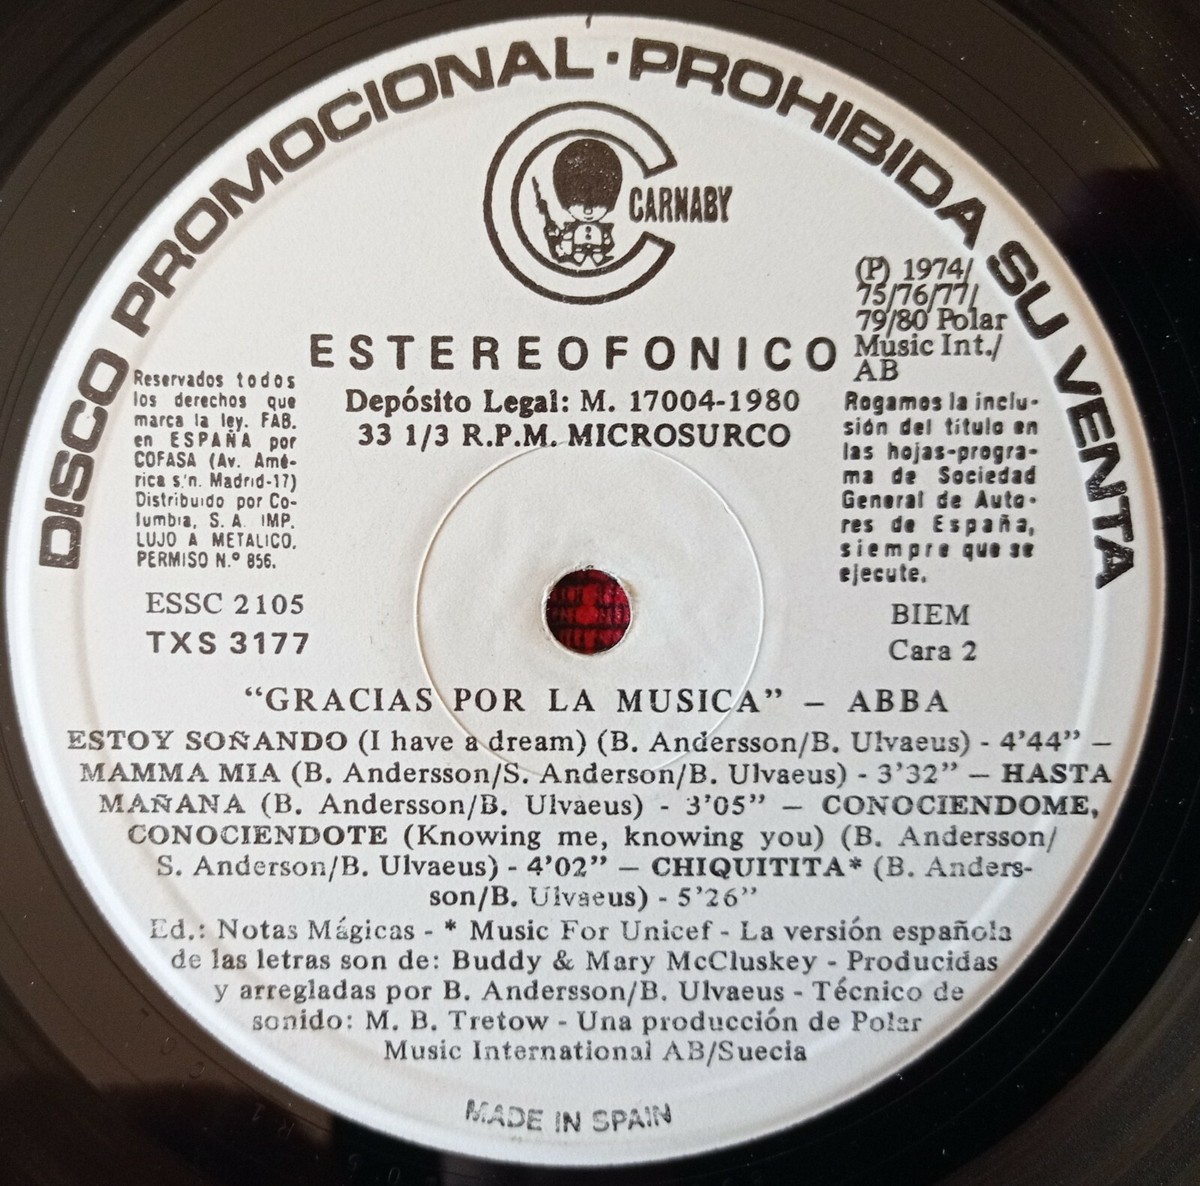 DISCO PROMOCIONAL · PROHIBIDA SU VENTA
CARNABY
(P) 1974/
75/76/77/
79/80 Polar
Music Int./
AB
ESTEREOFONICO
Depósito Legal: M. 17004-1980
33 1/3 R.P.M. MICROSURCO
Reservados todos
los derechos que
marca la ley. FAB.
en ESPAÑA por
COFASA (Av. Amé-
rica s/n. Madrid-17)
Distribuido por Co-
lumbia, S. A. IMP.
LUJO A METALICO.
PERMISO N.º 856.
Rogamos la inclu-
sión del título en
las hojas-progra-
ma de Sociedad
General de Auto-
res de España,
siempre que se
ejecute.
ESSC 2105
TXS 3177
BIEM
Cara 2
"GRACIAS POR LA MUSICA" – ABBA
ESTOY SOÑANDO (I have a dream) (B. Andersson/B. Ulvaeus) - 4'44" –
MAMMA MIA (B. Andersson/S. Anderson/B. Ulvaeus) - 3'32" – HASTA
MAÑANA (B. Andersson/B. Ulvaeus) - 3'05" – CONOCIENDOME,
CONOCIENDOTE (Knowing me, knowing you) (B. Andersson/
S. Anderson/B. Ulvaeus) - 4'02" – CHIQUITITA* (B. Anders-
son/B. Ulvaeus) - 5'26"
Ed.: Notas Mágicas - * Music For Unicef - La versión española
de las letras son de: Buddy & Mary McCluskey - Producidas
y arregladas por B. Andersson/B. Ulvaeus - Técnico de
sonido: M. B. Tretow - Una producción de Polar
Music International AB/Suecia
MADE IN SPAIN